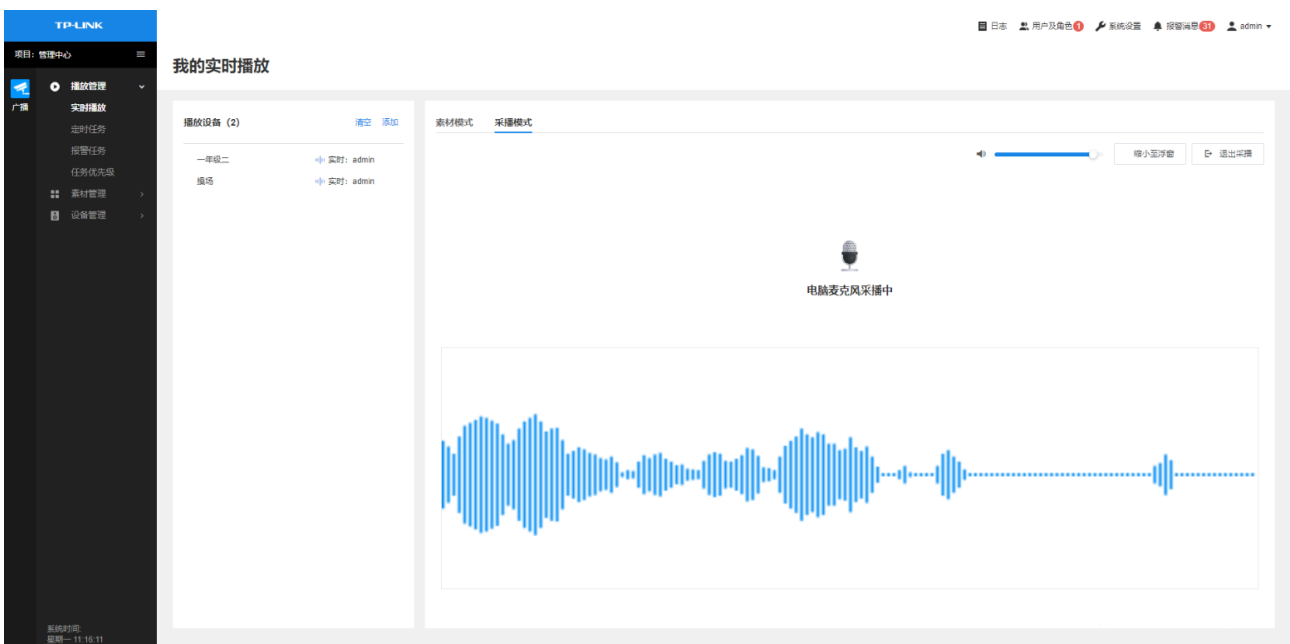 TP-LINK
日志 用户及角色 1 系统设置 报警消息 31 admin
项目: 管理中心
我的实时播放
广播
播放管理
实时播放
定时任务
报警任务
任务优先级
素材管理
设备管理
播放设备 (2) 清空 添加
一年级二 实时: admin
操场 实时: admin
素材模式 采播模式
缩小至浮窗 退出采播
电脑麦克风采播中
系统时间:
星期一 11:16:11